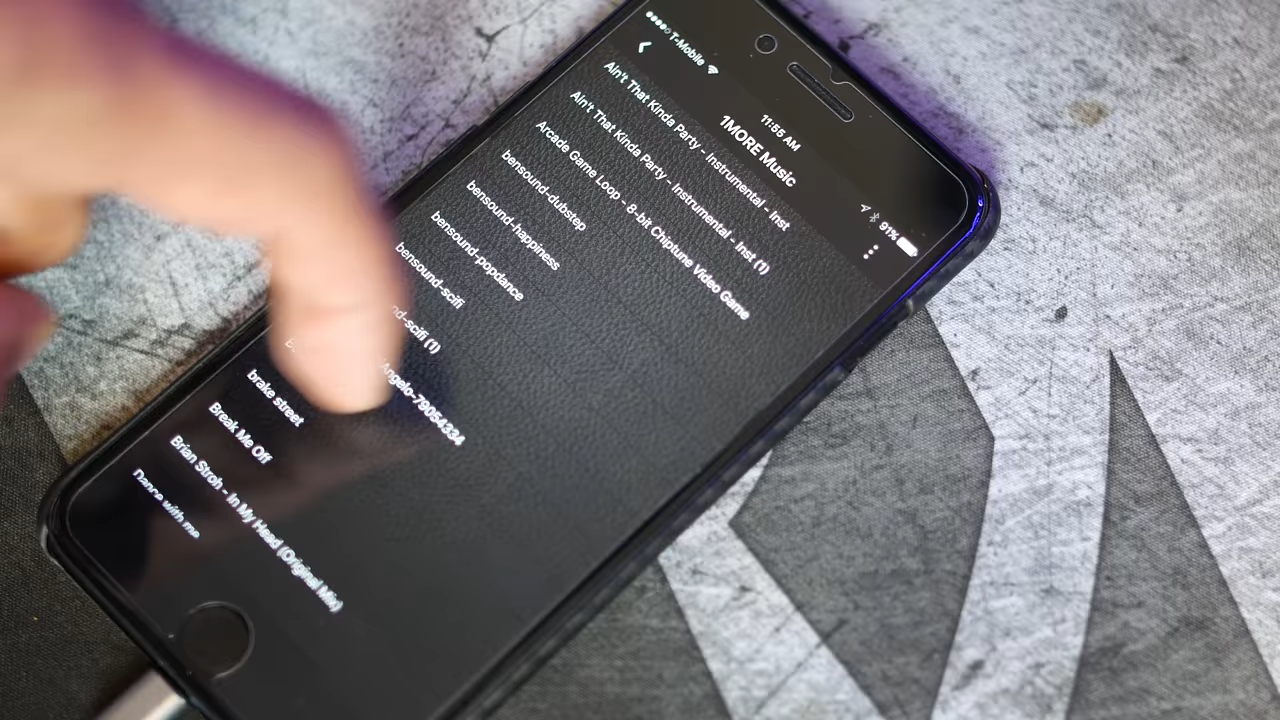 T-Mobile
11:55 AM
91%
1MORE Music
Ain't That Kinda Party - Instrumental - Inst
Ain't That Kinda Party - Instrumental - Inst (1)
Arcade Game Loop - 8-bit Chiptune Video Game
bensound-dubstep
bensound-happiness
bensound-popdance
bensound-scifi
nd-scifi (1)
Angelo-79054334
brake street
Break Me Off
Brian Stroh - In My Head (Original Mix)
Dance with me